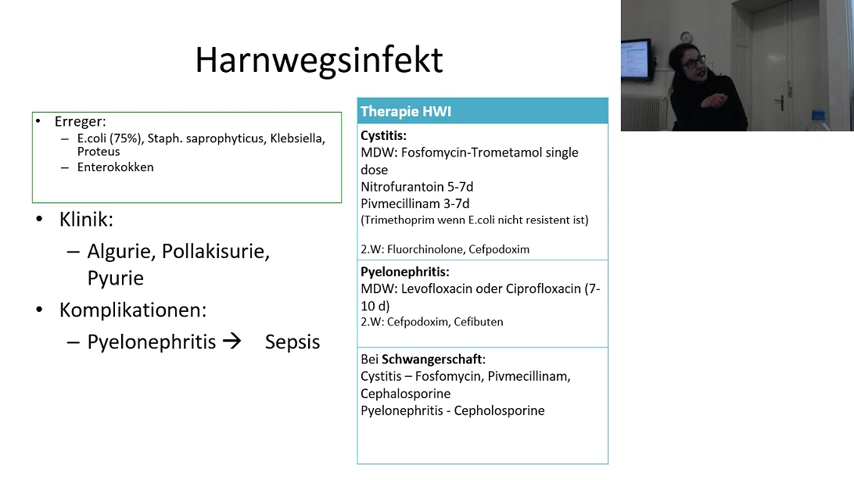 Harnwegsinfekt
• Erreger:
– E.coli (75%), Staph. saprophyticus, Klebsiella,
Proteus
– Enterokokken
• Klinik:
– Algurie, Pollakisurie,
Pyurie
• Komplikationen:
– Pyelonephritis → Sepsis
Therapie HWI
Cystitis:
MDW: Fosfomycin-Trometamol single
dose
Nitrofurantoin 5-7d
Pivmecillinam 3-7d
(Trimethoprim wenn E.coli nicht resistent ist)
2.W: Fluorchinolone, Cefpodoxim
Pyelonephritis:
MDW: Levofloxacin oder Ciprofloxacin (7-
10 d)
2.W: Cefpodoxim, Cefibuten
Bei Schwangerschaft:
Cystitis – Fosfomycin, Pivmecillinam,
Cephalosporine
Pyelonephritis - Cepholosporine